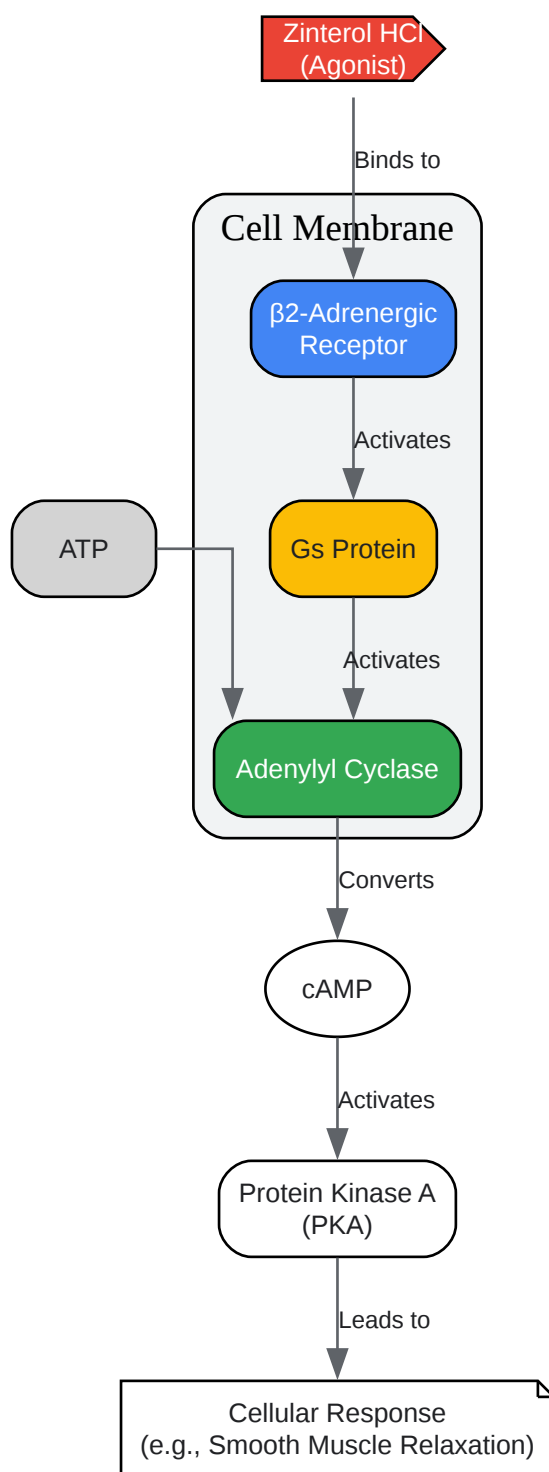 Zinterol HCl
(Agonist)
Binds to
Cell Membrane
β2-Adrenergic
Receptor
Activates
ATP
Gs Protein
Activates
Adenylyl Cyclase
Converts
cAMP
Activates
Protein Kinase A
(PKA)
Leads to
Cellular Response
(e.g., Smooth Muscle Relaxation)